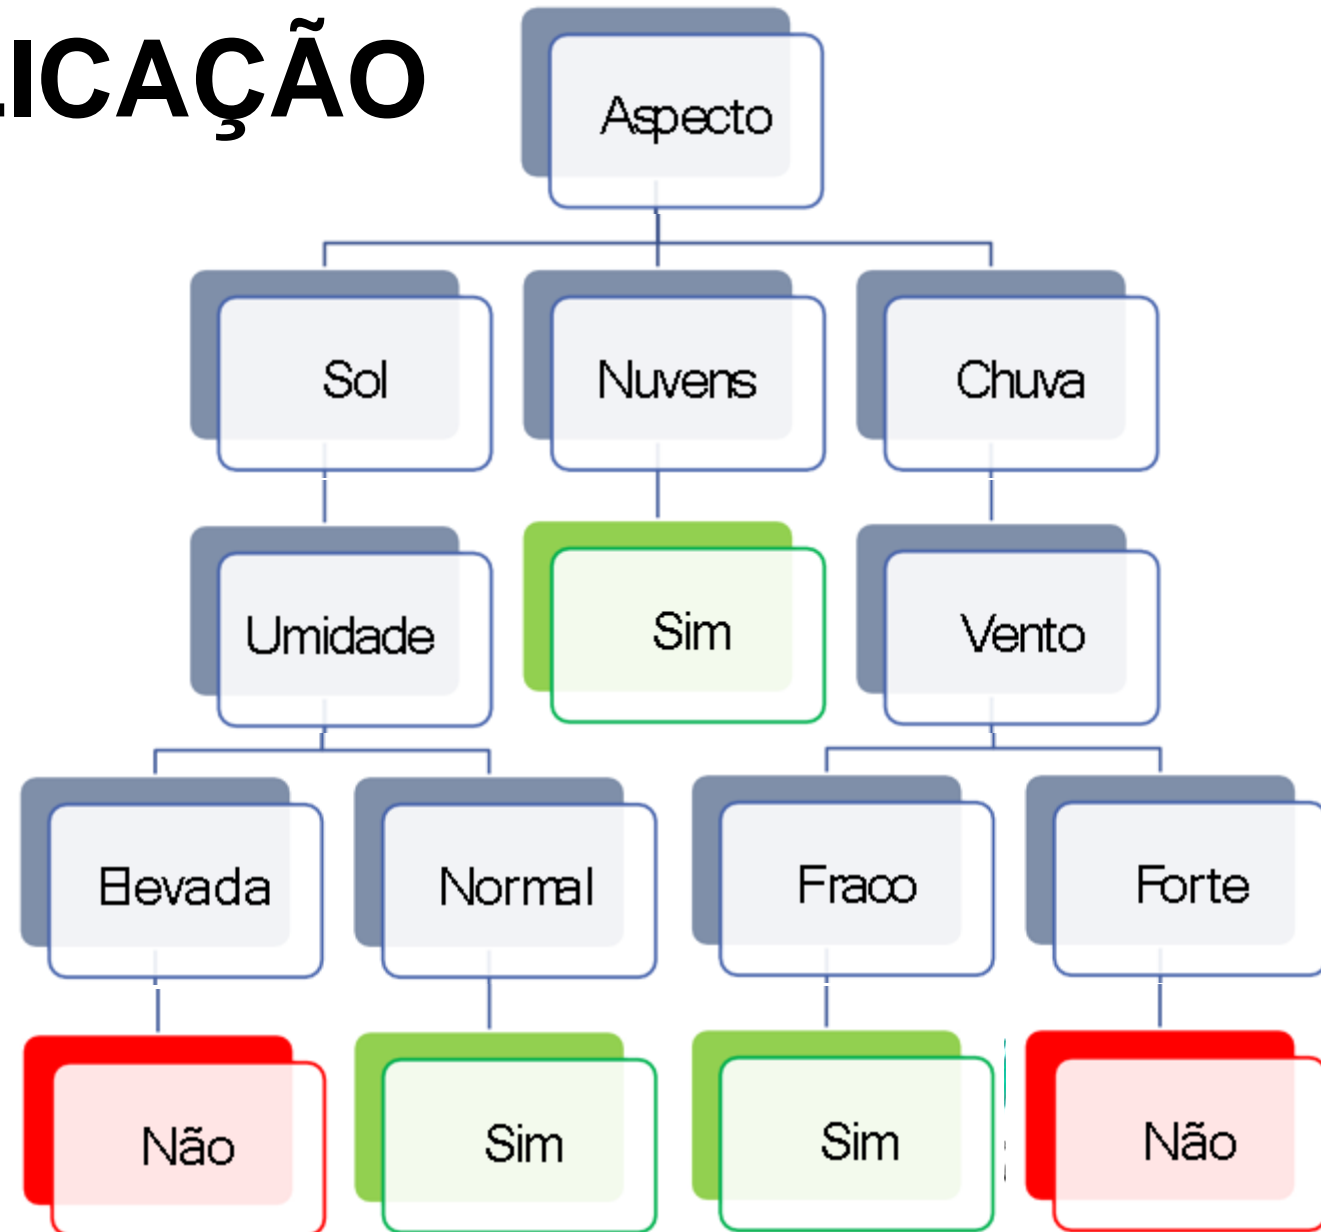 LICAÇÃO
Aspecto
Sol
Nuvens
Chuva
Umidade
Sim
Vento
Elevada
Normal
Fraco
Forte
Não
Sim
Sim
Não